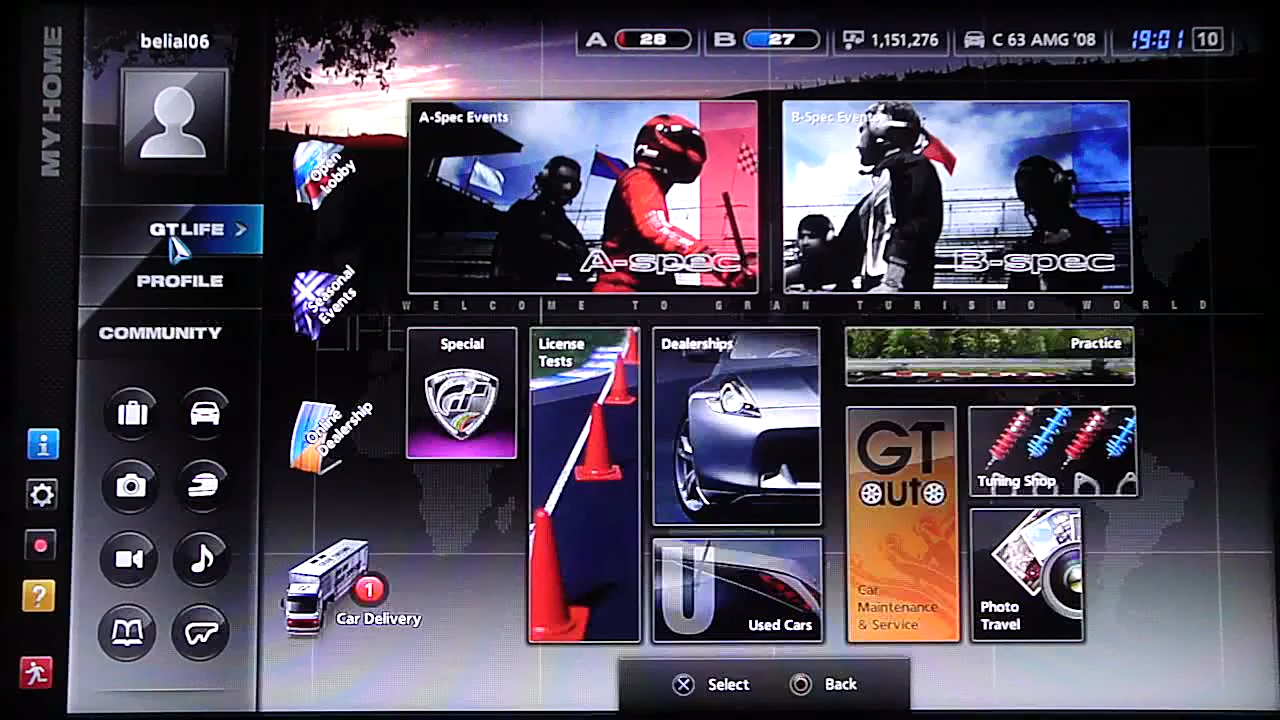 MY HOME
belial06
A 28 B 27 1,151,276 C 63 AMG '08 19:01 10
GT LIFE >
PROFILE
COMMUNITY
Open
Lobby
Seasonal
Events
Online
Dealership
1
Car Delivery
A-Spec Events
A-spec
B-Spec Events
B-spec
WELCOME TO GRAN TURISMO WORLD
Special
License
Tests
Dealerships
U
Used Cars
Practice
GT
auto
Car
Maintenance
& Service
Tuning Shop
Photo
Travel
Select Back